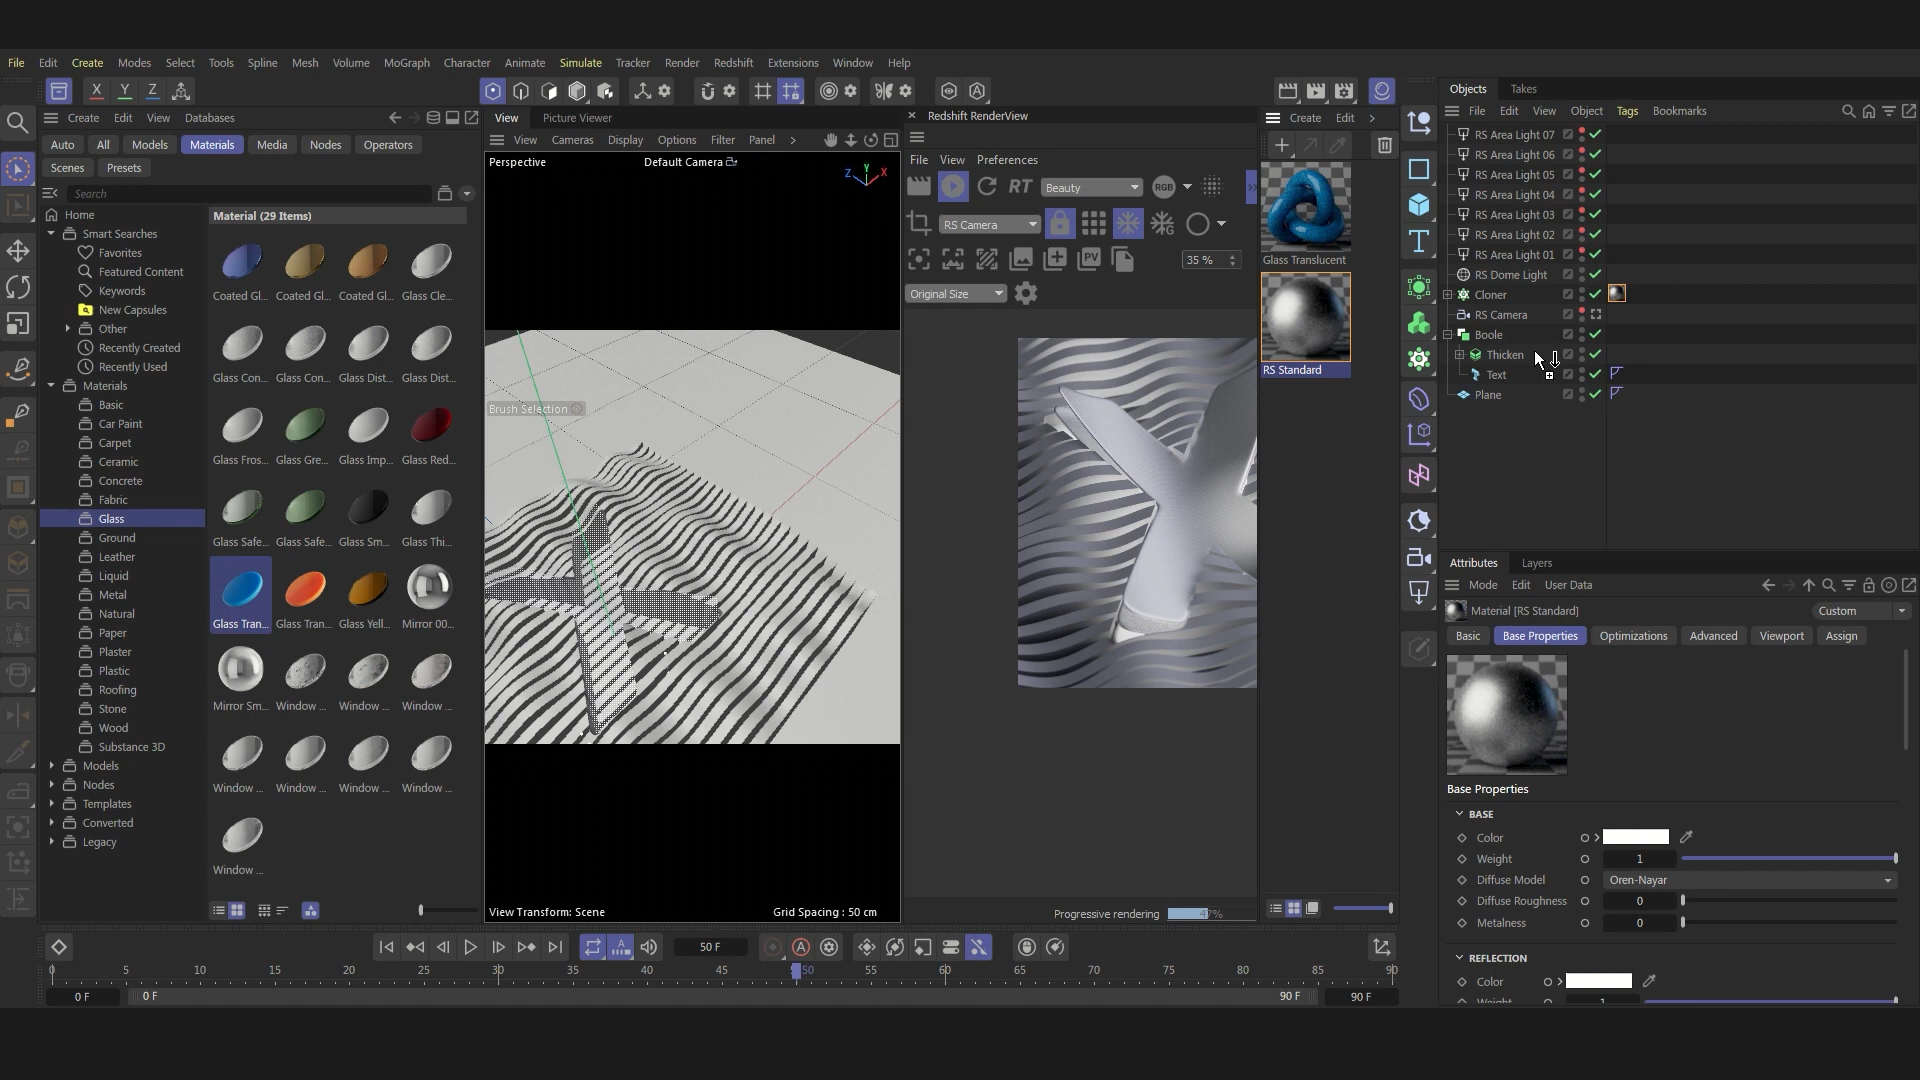 File Edit Create Modes Select Tools Spline Mesh Volume MoGraph Character Animate Simulate Tracker Render Redshift Extensions Window Help
X Y Z
Create Edit View Databases
Auto All Models Materials Media Nodes Operators
Scenes Presets
Search
Home
Smart Searches
Favorites
Featured Content
Keywords
New Capsules
Other
Recently Created
Recently Used
Materials
Basic
Car Paint
Carpet
Ceramic
Concrete
Fabric
Glass
Ground
Leather
Liquid
Metal
Natural
Paper
Plaster
Plastic
Roofing
Stone
Wood
Substance 3D
Models
Nodes
Templates
Converted
Legacy
Material (29 Items)
Coated Gl... Coated Gl... Coated Gl... Glass Cle...
Glass Con... Glass Con... Glass Dist... Glass Dist...
Glass Fros... Glass Gre... Glass Imp... Glass Red...
Glass Safe... Glass Safe... Glass Sm... Glass Thi...
Glass Tran... Glass Tran... Glass Yell... Mirror 00...
Mirror Sm... Window ... Window ... Window ...
Window ... Window ... Window ... Window ...
Window ...
View Picture Viewer
View Cameras Display Options Filter Panel
Perspective Default Camera
Y
Z X
Brush Selection
View Transform: Scene Grid Spacing : 50 cm
Redshift RenderView
File View Preferences
RT Beauty RGB
RS Camera
PV 35 %
Original Size
Progressive rendering 47%
Create Edit
Glass Translucent
RS Standard
Objects Takes
File Edit View Object Tags Bookmarks
RS Area Light 07
RS Area Light 06
RS Area Light 05
RS Area Light 04
RS Area Light 03
RS Area Light 02
RS Area Light 01
RS Dome Light
Cloner
RS Camera
Boole
Thicken
Text
Plane
Attributes Layers
Mode Edit User Data
Material [RS Standard] Custom
Basic Base Properties Optimizations Advanced Viewport Assign
Base Properties
BASE
Color
Weight 1
Diffuse Model Oren-Nayar
Diffuse Roughness 0
Metalness 0
REFLECTION
Color
Weight 1
50 F
0 5 10 15 20 25 30 35 40 45 50 55 60 65 70 75 80 85 90
0 F 0 F 90 F 90 F